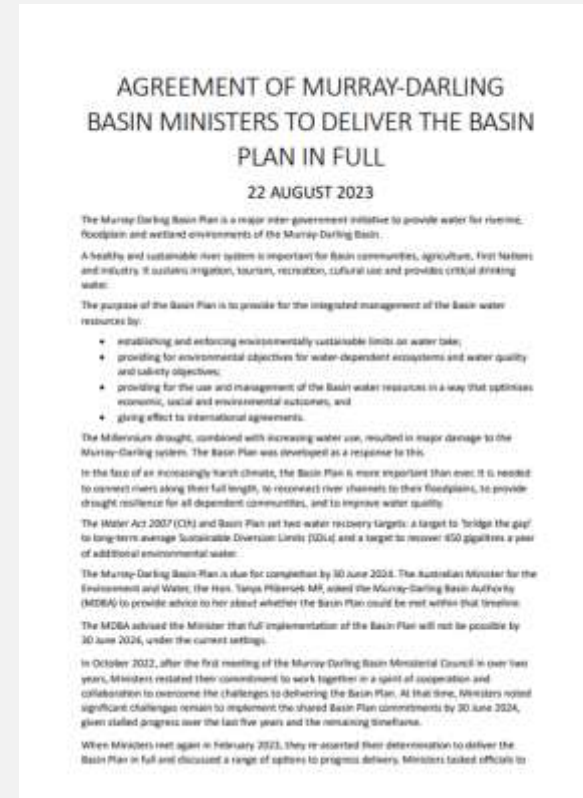 AGREEMENT OF MURRAY-DARLING
BASIN MINISTERS TO DELIVER THE BASIN
PLAN IN FULL
22 AUGUST 2023
The Murray-Darling Basin Plan is a major inter-government initiative to provide water for riverine,
floodplain and wetland environments of the Murray-Darling Basin.
A healthy and sustainable river system is important for Basin communities, agriculture, First Nations
and industry. It sustains irrigation, tourism, recreation, cultural use and provides critical drinking
water.
The purpose of the Basin Plan is to provide for the integrated management of the Basin water
resources by:
• establishing and enforcing environmentally sustainable limits on water take;
• providing for environmental objectives for water-dependent ecosystems and water quality
and salinity objectives;
• providing for the use and management of the Basin water resources in a way that optimises
economic, social and environmental outcomes, and
• giving effect to international agreements.
The Millennium drought, combined with increasing water use, resulted in major damage to the
Murray-Darling system. The Basin Plan was developed as a response to this.
In the face of an increasingly harsh climate, the Basin Plan is more important than ever. It is needed
to connect rivers along their full length, to reconnect river channels to their floodplains, to provide
drought resilience for all dependent communities, and to improve water quality.
The Water Act 2007 (Cth) and Basin Plan set two water recovery targets: a target to 'bridge the gap'
to long-term average Sustainable Diversion Limits (SDLs) and a target to recover 450 gigalitres a year
of additional environmental water.
The Murray-Darling Basin Plan is due for completion by 30 June 2024. The Australian Minister for the
Environment and Water, the Hon. Tanya Plibersek MP, asked the Murray-Darling Basin Authority
(MDBA) to provide advice to her about whether the Basin Plan could be met within that timeline.
The MDBA advised the Minister that full implementation of the Basin Plan will not be possible by
30 June 2024, under the current settings.
In October 2022, after the first meeting of the Murray-Darling Basin Ministerial Council in over two
years, Ministers restated their commitment to work together in a spirit of cooperation and
collaboration to overcome the challenges to delivering the Basin Plan. At that time, Ministers noted
significant challenges remain to implement the shared Basin Plan commitments by 30 June 2024,
given stalled progress over the last five years and the remaining timeframe.
When Ministers met again in February 2023, they re-asserted their determination to deliver the
Basin Plan in full and discussed a range of options to progress delivery. Ministers tasked officials to